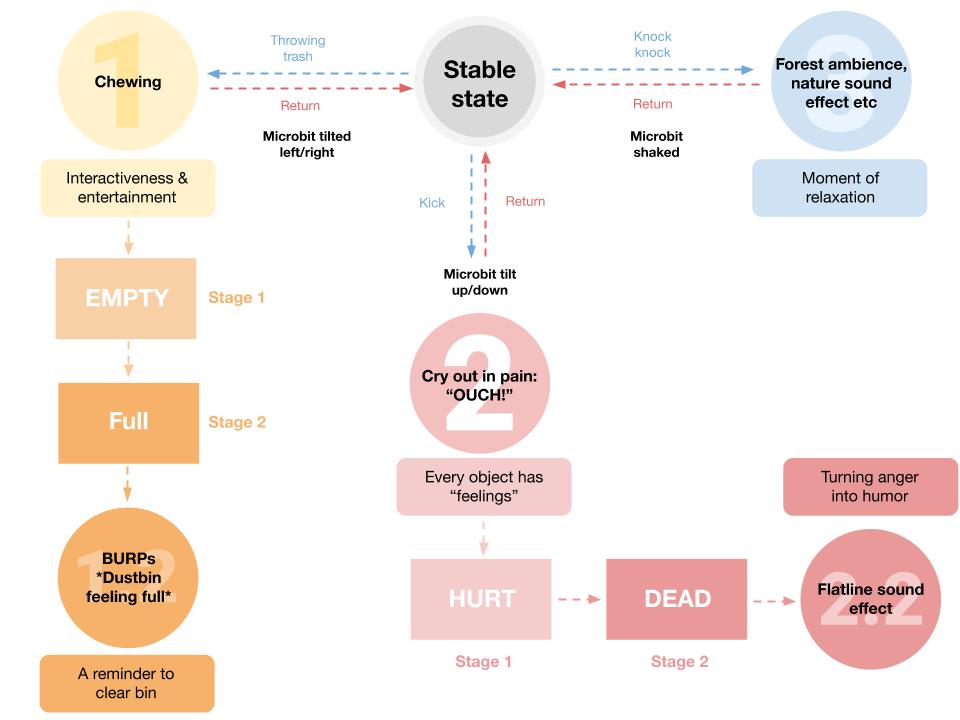 1
Chewing
Throwing
trash
Return
Microbit tilted
left/right
Stable
state
Knock
knock
Return
Microbit
shaked
3
Forest ambience,
nature sound
effect etc
Interactiveness &
entertainment
Moment of
relaxation
Kick
Return
Microbit tilt
up/down
EMPTY
Stage 1
Full
Stage 2
1.2
BURPs
*Dustbin
feeling full*
A reminder to
clear bin
2
Cry out in pain:
“OUCH!”
Every object has
“feelings”
HURT
Stage 1
DEAD
Stage 2
Turning anger
into humor
2.2
Flatline sound
effect